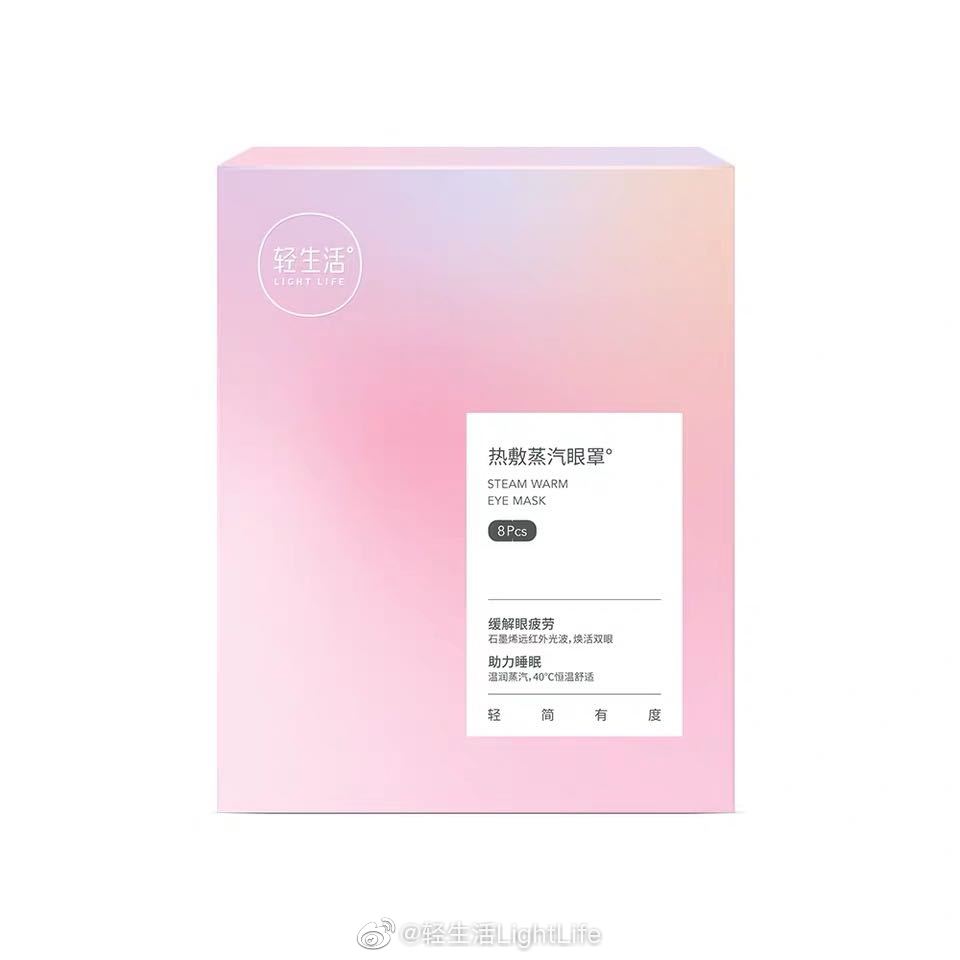 轻生活°
LIGHT LIFE
热敷蒸汽眼罩°
STEAM WARM
EYE MASK
8Pcs
缓解眼疲劳
石墨烯远红外光波，焕活双眼
助力睡眠
温润蒸汽，40℃恒温舒适
轻 简 有 度
@轻生活LightLife